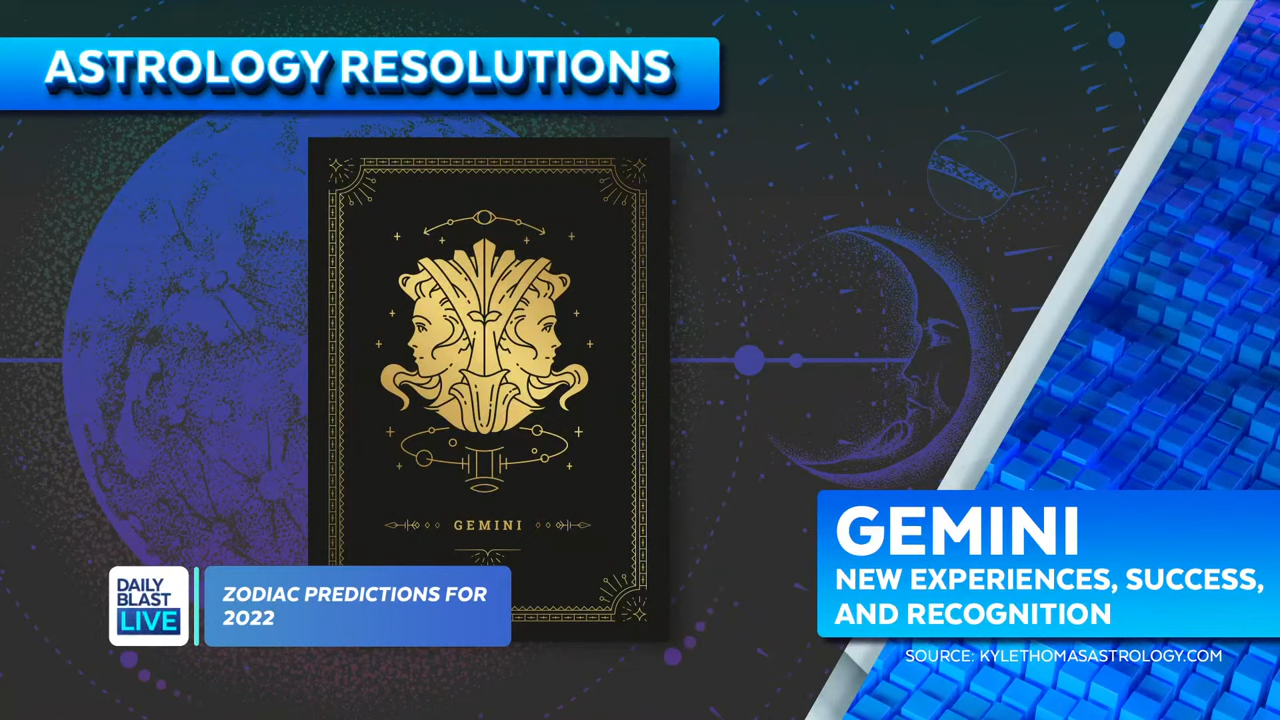 ASTROLOGY RESOLUTIONS
GEMINI
DAILY
BLAST
LIVE
ZODIAC PREDICTIONS FOR
2022
GEMINI
NEW EXPERIENCES, SUCCESS,
AND RECOGNITION
SOURCE: KYLETHOMASASTROLOGY.COM